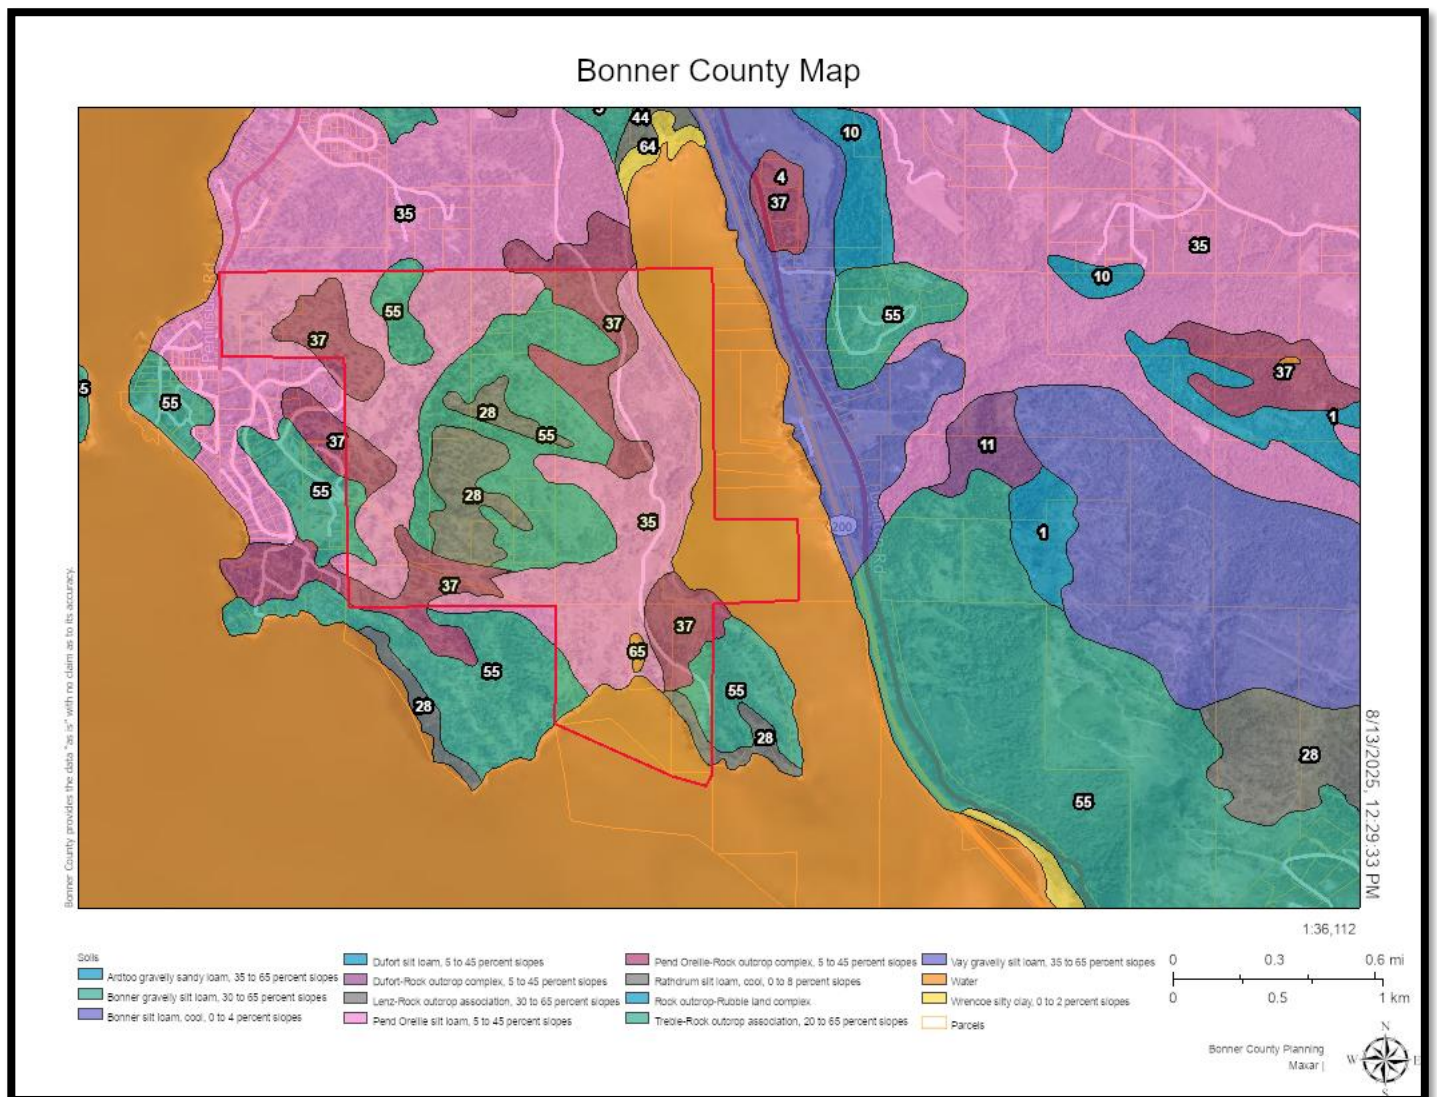 Bonner County Map
44
64
10
4
37
35
35
10
55
55
37
37
37
5
1
55
28
37
55
11
55
28
35
200
1
37
37
65
55
55
28
28
28
55
Peninsula Rd
Rd
Bonner County provides the data "as is" with no claim as to its accuracy.
8/13/2025, 12:29:33 PM
1:36,112
Soils
Ardtoo gravelly sandy loam, 35 to 65 percent slopes
Bonner gravelly silt loam, 30 to 65 percent slopes
Bonner silt loam, cool, 0 to 4 percent slopes
Dufort silt loam, 5 to 45 percent slopes
Dufort-Rock outcrop complex, 5 to 45 percent slopes
Lenz-Rock outcrop association, 30 to 65 percent slopes
Pend Oreille silt loam, 5 to 45 percent slopes
Pend Oreille-Rock outcrop complex, 5 to 45 percent slopes
Rathdrum silt loam, cool, 0 to 8 percent slopes
Rock outcrop-Rubble land complex
Treble-Rock outcrop association, 20 to 65 percent slopes
Vay gravelly silt loam, 35 to 65 percent slopes
Water
Wrencoe silty clay, 0 to 2 percent slopes
Parcels
0 0.3 0.6 mi
0 0.5 1 km
Bonner County Planning
Maxar |
N
W E
S